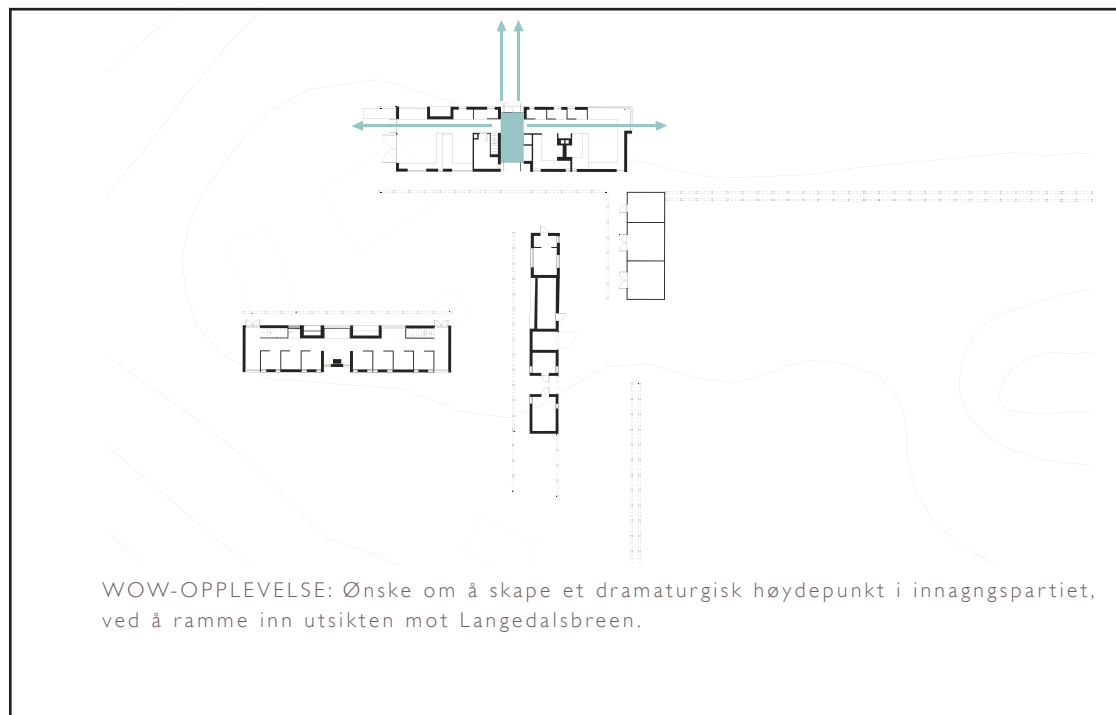 WOW-OPPLEVELSE: Ønske om å skape et dramaturgisk høydepunkt i innagngspartiet,
ved å ramme inn utsikten mot Langedalsbreen.